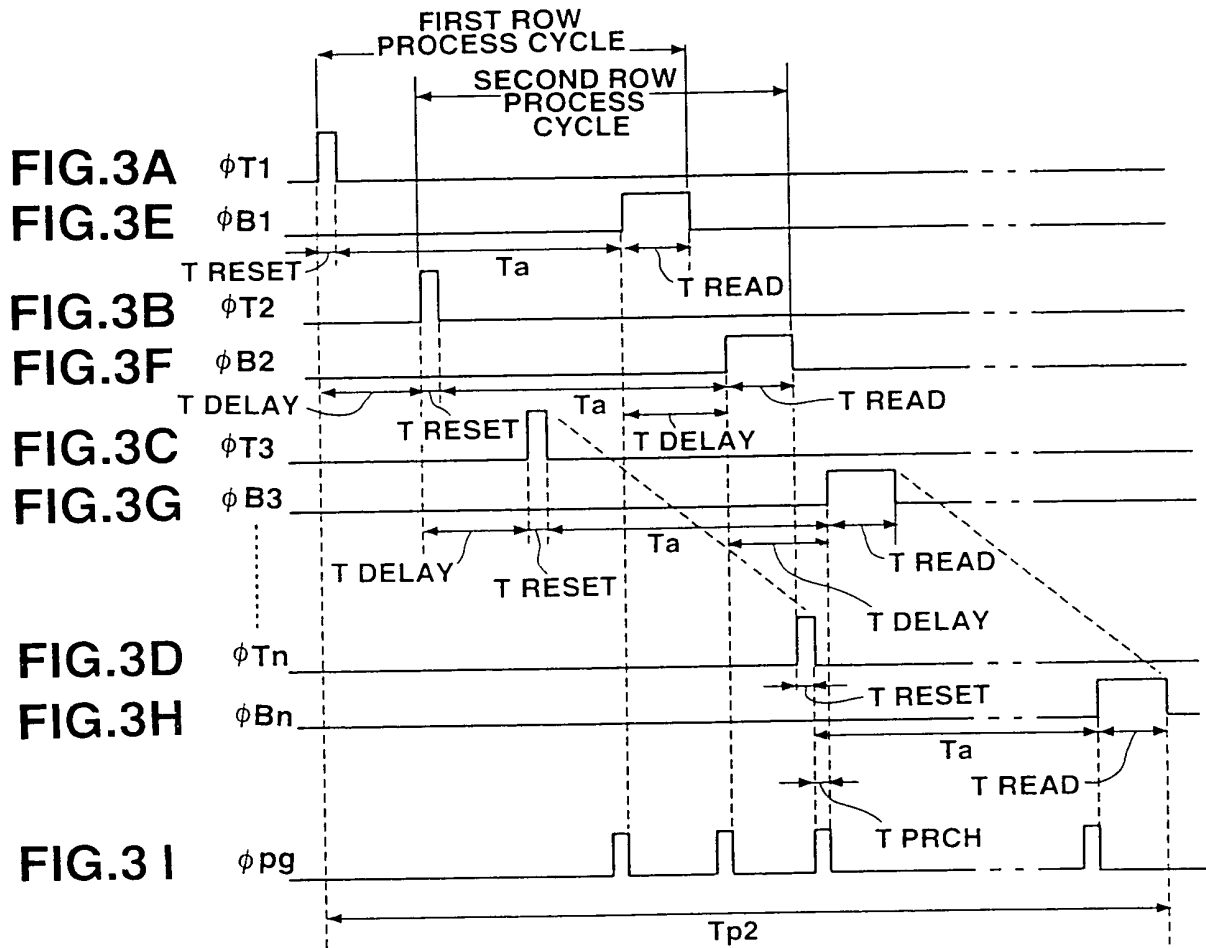 FIRST ROW
PROCESS CYCLE
SECOND ROW
PROCESS
CYCLE
FIG.3A φT1
FIG.3E φB1
T RESET Ta T READ
FIG.3B φT2
FIG.3F φB2
T DELAY T RESET Ta T DELAY T READ
FIG.3C φT3
FIG.3G φB3
T DELAY T RESET Ta T READ
T DELAY
FIG.3D φTn
T RESET
FIG.3H φBn
Ta T READ
T PRCH
FIG.3 I φpg
Tp2